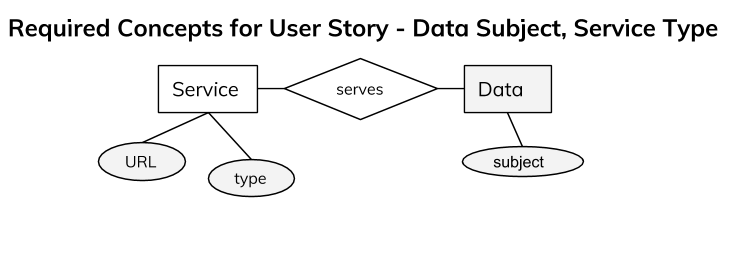 Required Concepts for User Story - Data Subject, Service Type
Service
serves
Data
URL
type
subject